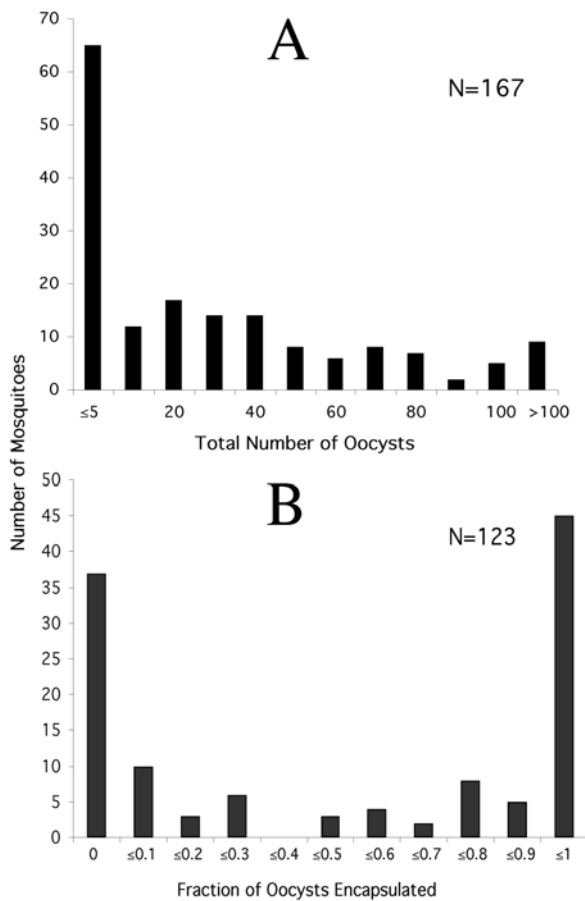 A
N=167
70
60
50
40
30
20
10
0
≤5 20 40 60 80 100 >100
Total Number of Oocysts
Number of Mosquitoes
B
N=123
50
45
40
35
30
25
20
15
10
5
0
0 ≤0.1 ≤0.2 ≤0.3 ≤0.4 ≤0.5 ≤0.6 ≤0.7 ≤0.8 ≤0.9 ≤1
Fraction of Oocysts Encapsulated